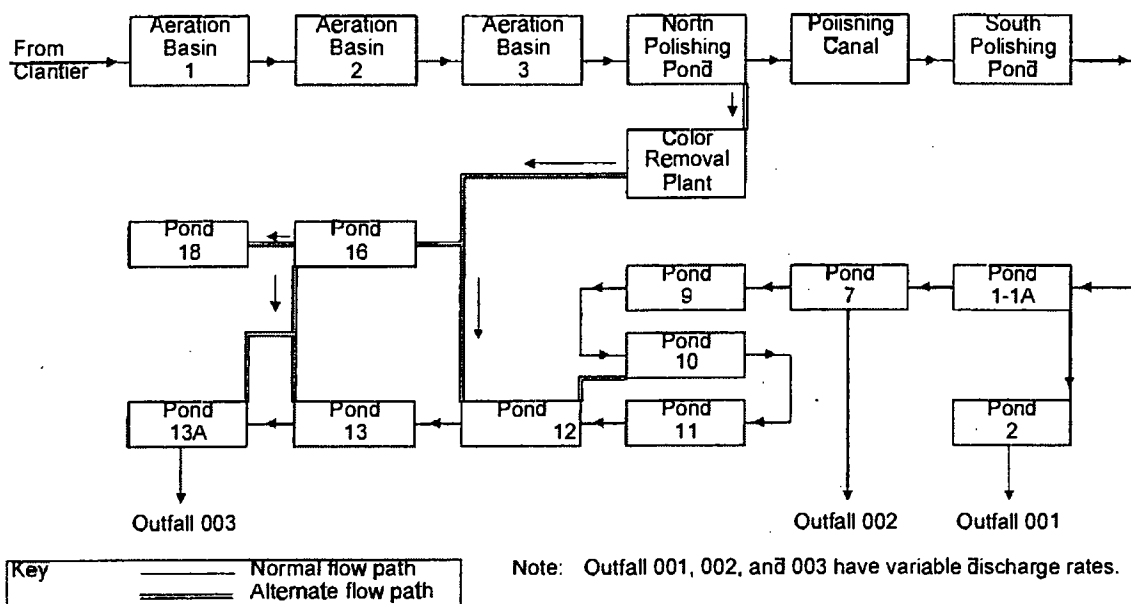 From
Clantier
Aeration
Basin
1
Aeration
Basin
2
Aeration
Basin
3
North
Polishing
Pond
Polisning
Canal
South
Polishing
Pond
Color
Removal
Plant
Pond
18
Pond
16
Pond
9
Pond
7
Pond
1-1A
Pond
10
Pond
13A
Pond
13
Pond
12
Pond
11
Pond
2
Outfall 003
Outfall 002
Outfall 001
Key
Normal flow path
Alternate flow path
Note: Outfall 001, 002, and 003 have variable discharge rates.